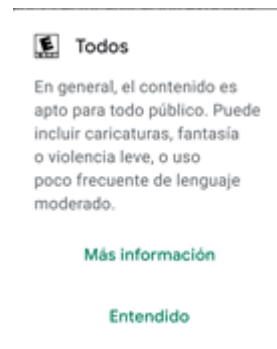 E
Todos
En general, el contenido es
apto para todo público. Puede
incluir caricaturas, fantasía
o violencia leve, o uso
poco frecuente de lenguaje
moderado.
Más información
Entendido